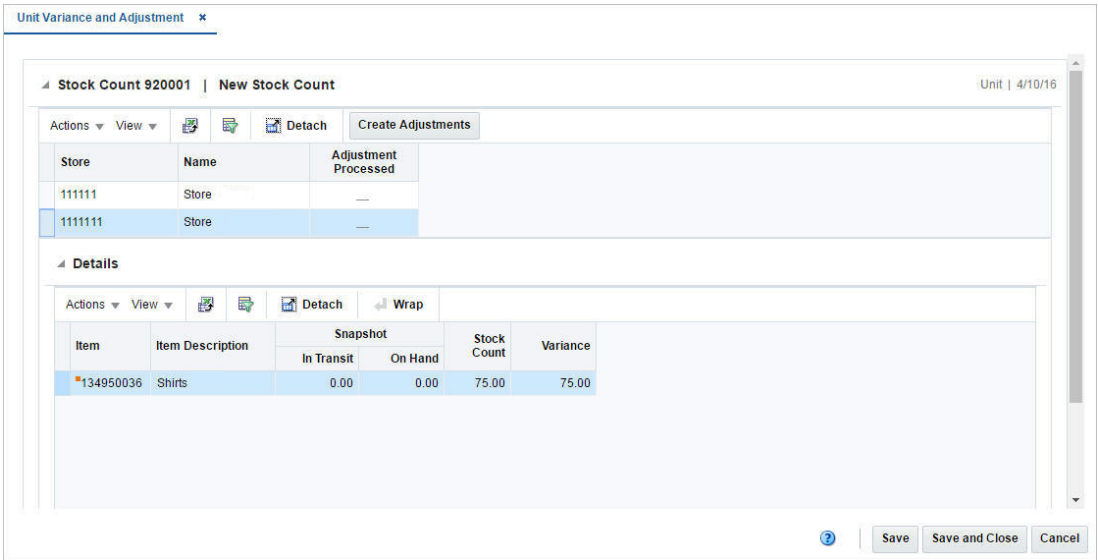 Unit Variance and Adjustment ×
Stock Count 920001 | New Stock Count Unit | 4/10/16
Actions View Detach Create Adjustments
Store Name Adjustment Processed
111111 Store __
1111111 Store __
Details
Actions View Detach Wrap
Item Item Description Snapshot Stock Count Variance
In Transit On Hand
134950036 Shirts 0.00 0.00 75.00 75.00
? Save Save and Close Cancel